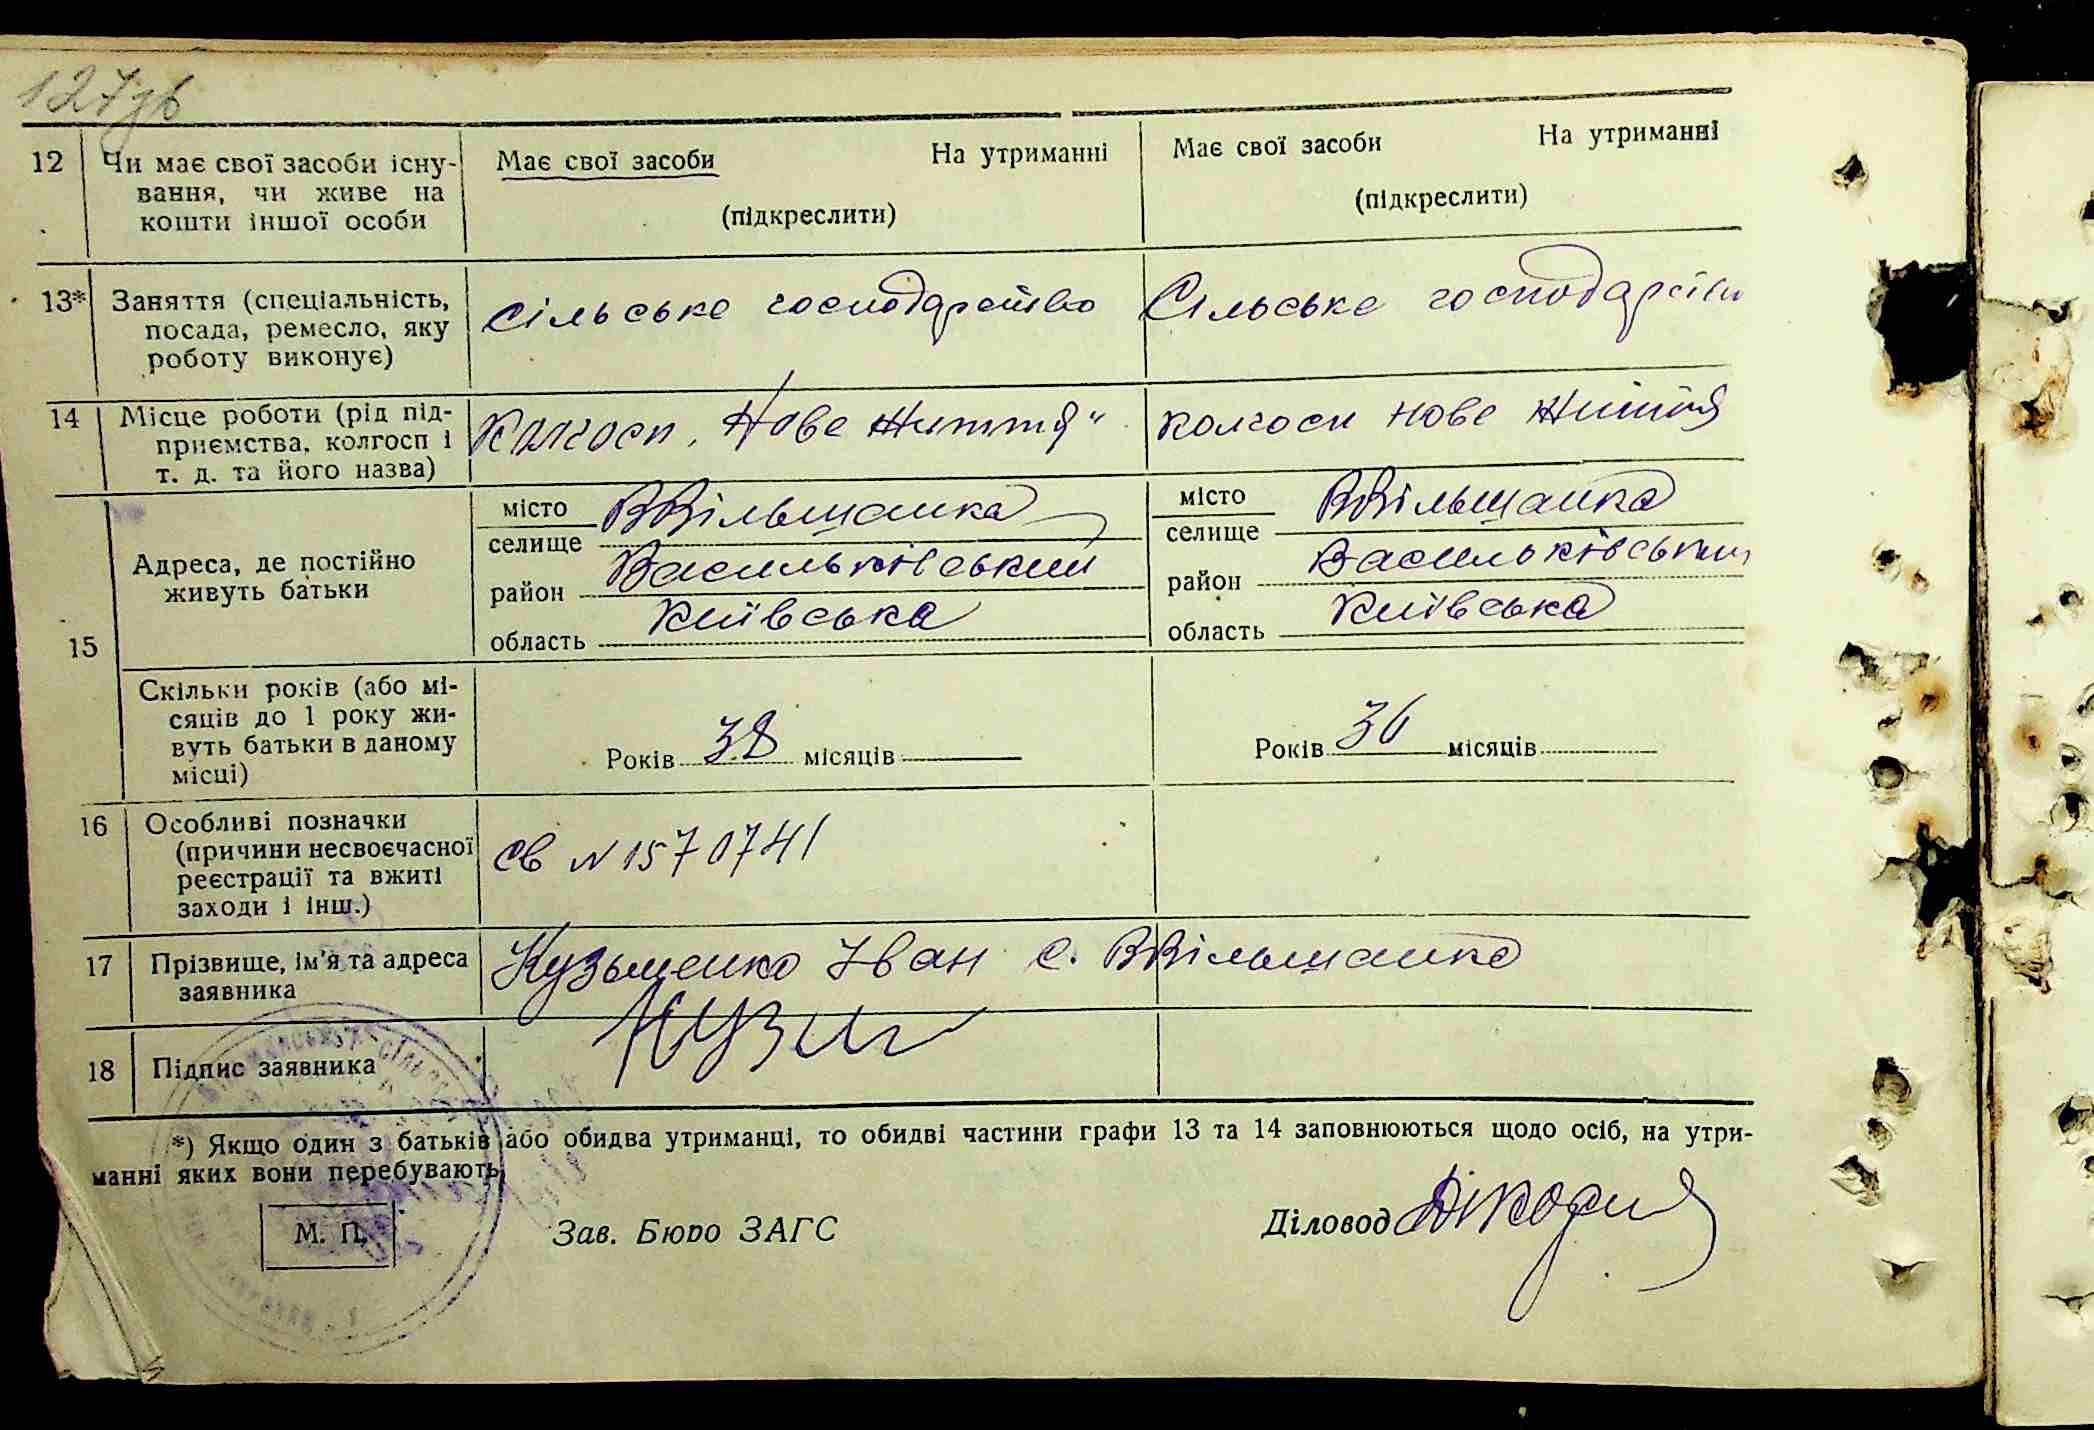 127зв
12 Чи має свої засоби існу- Має свої засоби На утриманні Має свої засоби На утриманні
вання, чи живе на
кошти іншої особи (підкреслити) (підкреслити)
13* Заняття (спеціальність, сільське господарство Сільське господарство
посада, ремесло, яку
роботу виконує)
14 Місце роботи (рід під- Колгосп „Нове Життя“ колгосп нове Життя
приємства, колгосп і
т. д. та його назва)
15 Адреса, де постійно
живуть батьки
місто ВВільшанка місто ВВільшанка
селище селище
район Васильківський район Васильківський
область Київська область Київська
Скільки років (або мі-
сяців до 1 року жи-
вуть батьки в даному
місці)
Років 38 місяців Років 36 місяців
16 Особливі позначки
(причини несвоєчасної св N 1570741
реєстрації та вжиті
заходи і інш.)
17 Прізвище, ім'я та адреса Кузьменко Іван с. ВВільшанка
заявника
18 Підпис заявника Кузм
*) Якщо один з батьків або обидва утриманці, то обидві частини графи 13 та 14 заповнюються щодо осіб, на утри-
манні яких вони перебувають
М. П. Зав. Бюро ЗАГС Діловод